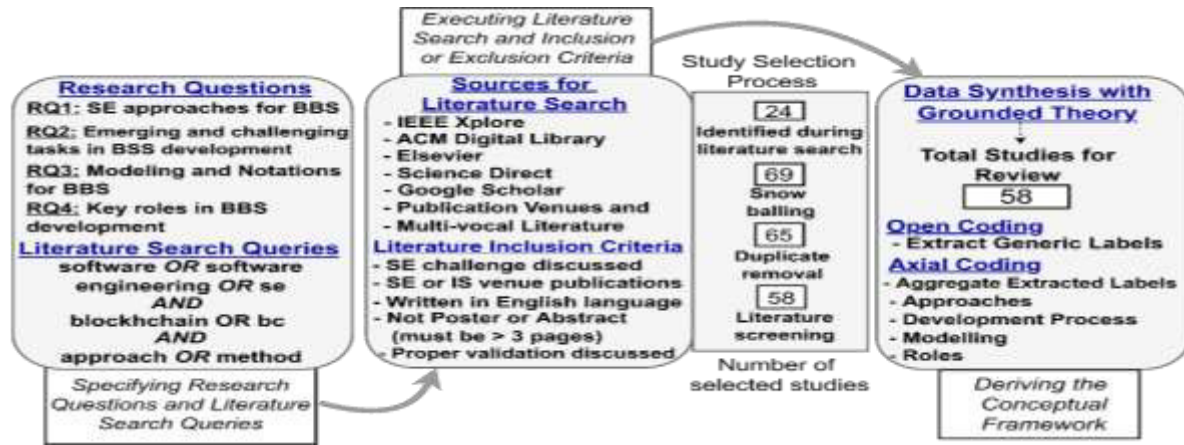 Executing Literature
Search and Inclusion
or Exclusion Criteria
Research Questions
RQ1: SE approaches for BBS
RQ2: Emerging and challenging
tasks in BSS development
RQ3: Modeling and Notations
for BBS
RQ4: Key roles in BBS
development
Literature Search Queries
software OR software
engineering OR se
AND
blockhchain OR bc
AND
approach OR method
Specifying Research
Questions and Literature
Search Queries
Sources for
Literature Search
- IEEE Xplore
- ACM Digital Library
- Elsevier
- Science Direct
- Google Scholar
- Publication Venues and
- Multi-vocal Literature
Literature Inclusion Criteria
- SE challenge discussed
- SE or IS venue publications
- Written in English language
- Not Poster or Abstract
(must be > 3 pages)
- Proper validation discussed
Study Selection
Process
24
Identified during
literature search
69
Snow
balling
65
Duplicate
removal
58
Literature
screening
Number of
selected studies
Data Synthesis with
Grounded Theory
Total Studies for
Review
58
Open Coding
- Extract Generic Labels
Axial Coding
- Aggregate Extracted Labels
- Approaches
- Development Process
- Modelling
- Roles
Deriving the
Conceptual
Framework